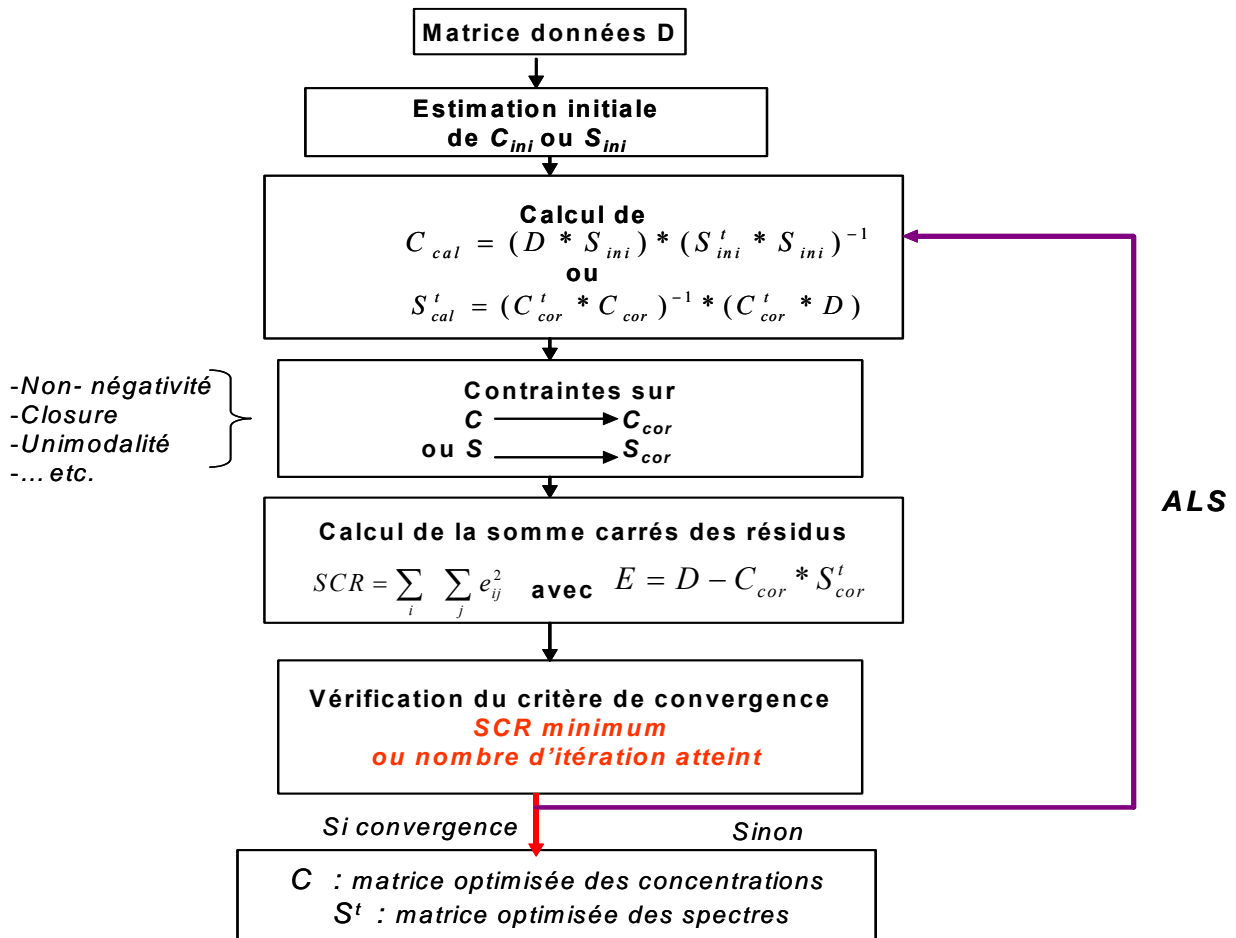 Matrice données D
Estimation initiale
de C_ini ou S_ini
Calcul de
C_cal = (D * S_ini) * (S^t_ini * S_ini)^-1
ou
S^t_cal = (C^t_cor * C_cor)^-1 * (C^t_cor * D)
-Non- négativité
-Closure
-Unimodalité
-... etc.
Contraintes sur
C → C_cor
ou S → S_cor
Calcul de la somme carrés des résidus
SCR = ∑_i ∑_j e^2_ij avec E = D − C_cor * S^t_cor
ALS
Vérification du critère de convergence
SCR minimum
ou nombre d'itération atteint
Si convergence
Sinon
C : matrice optimisée des concentrations
S^t : matrice optimisée des spectres